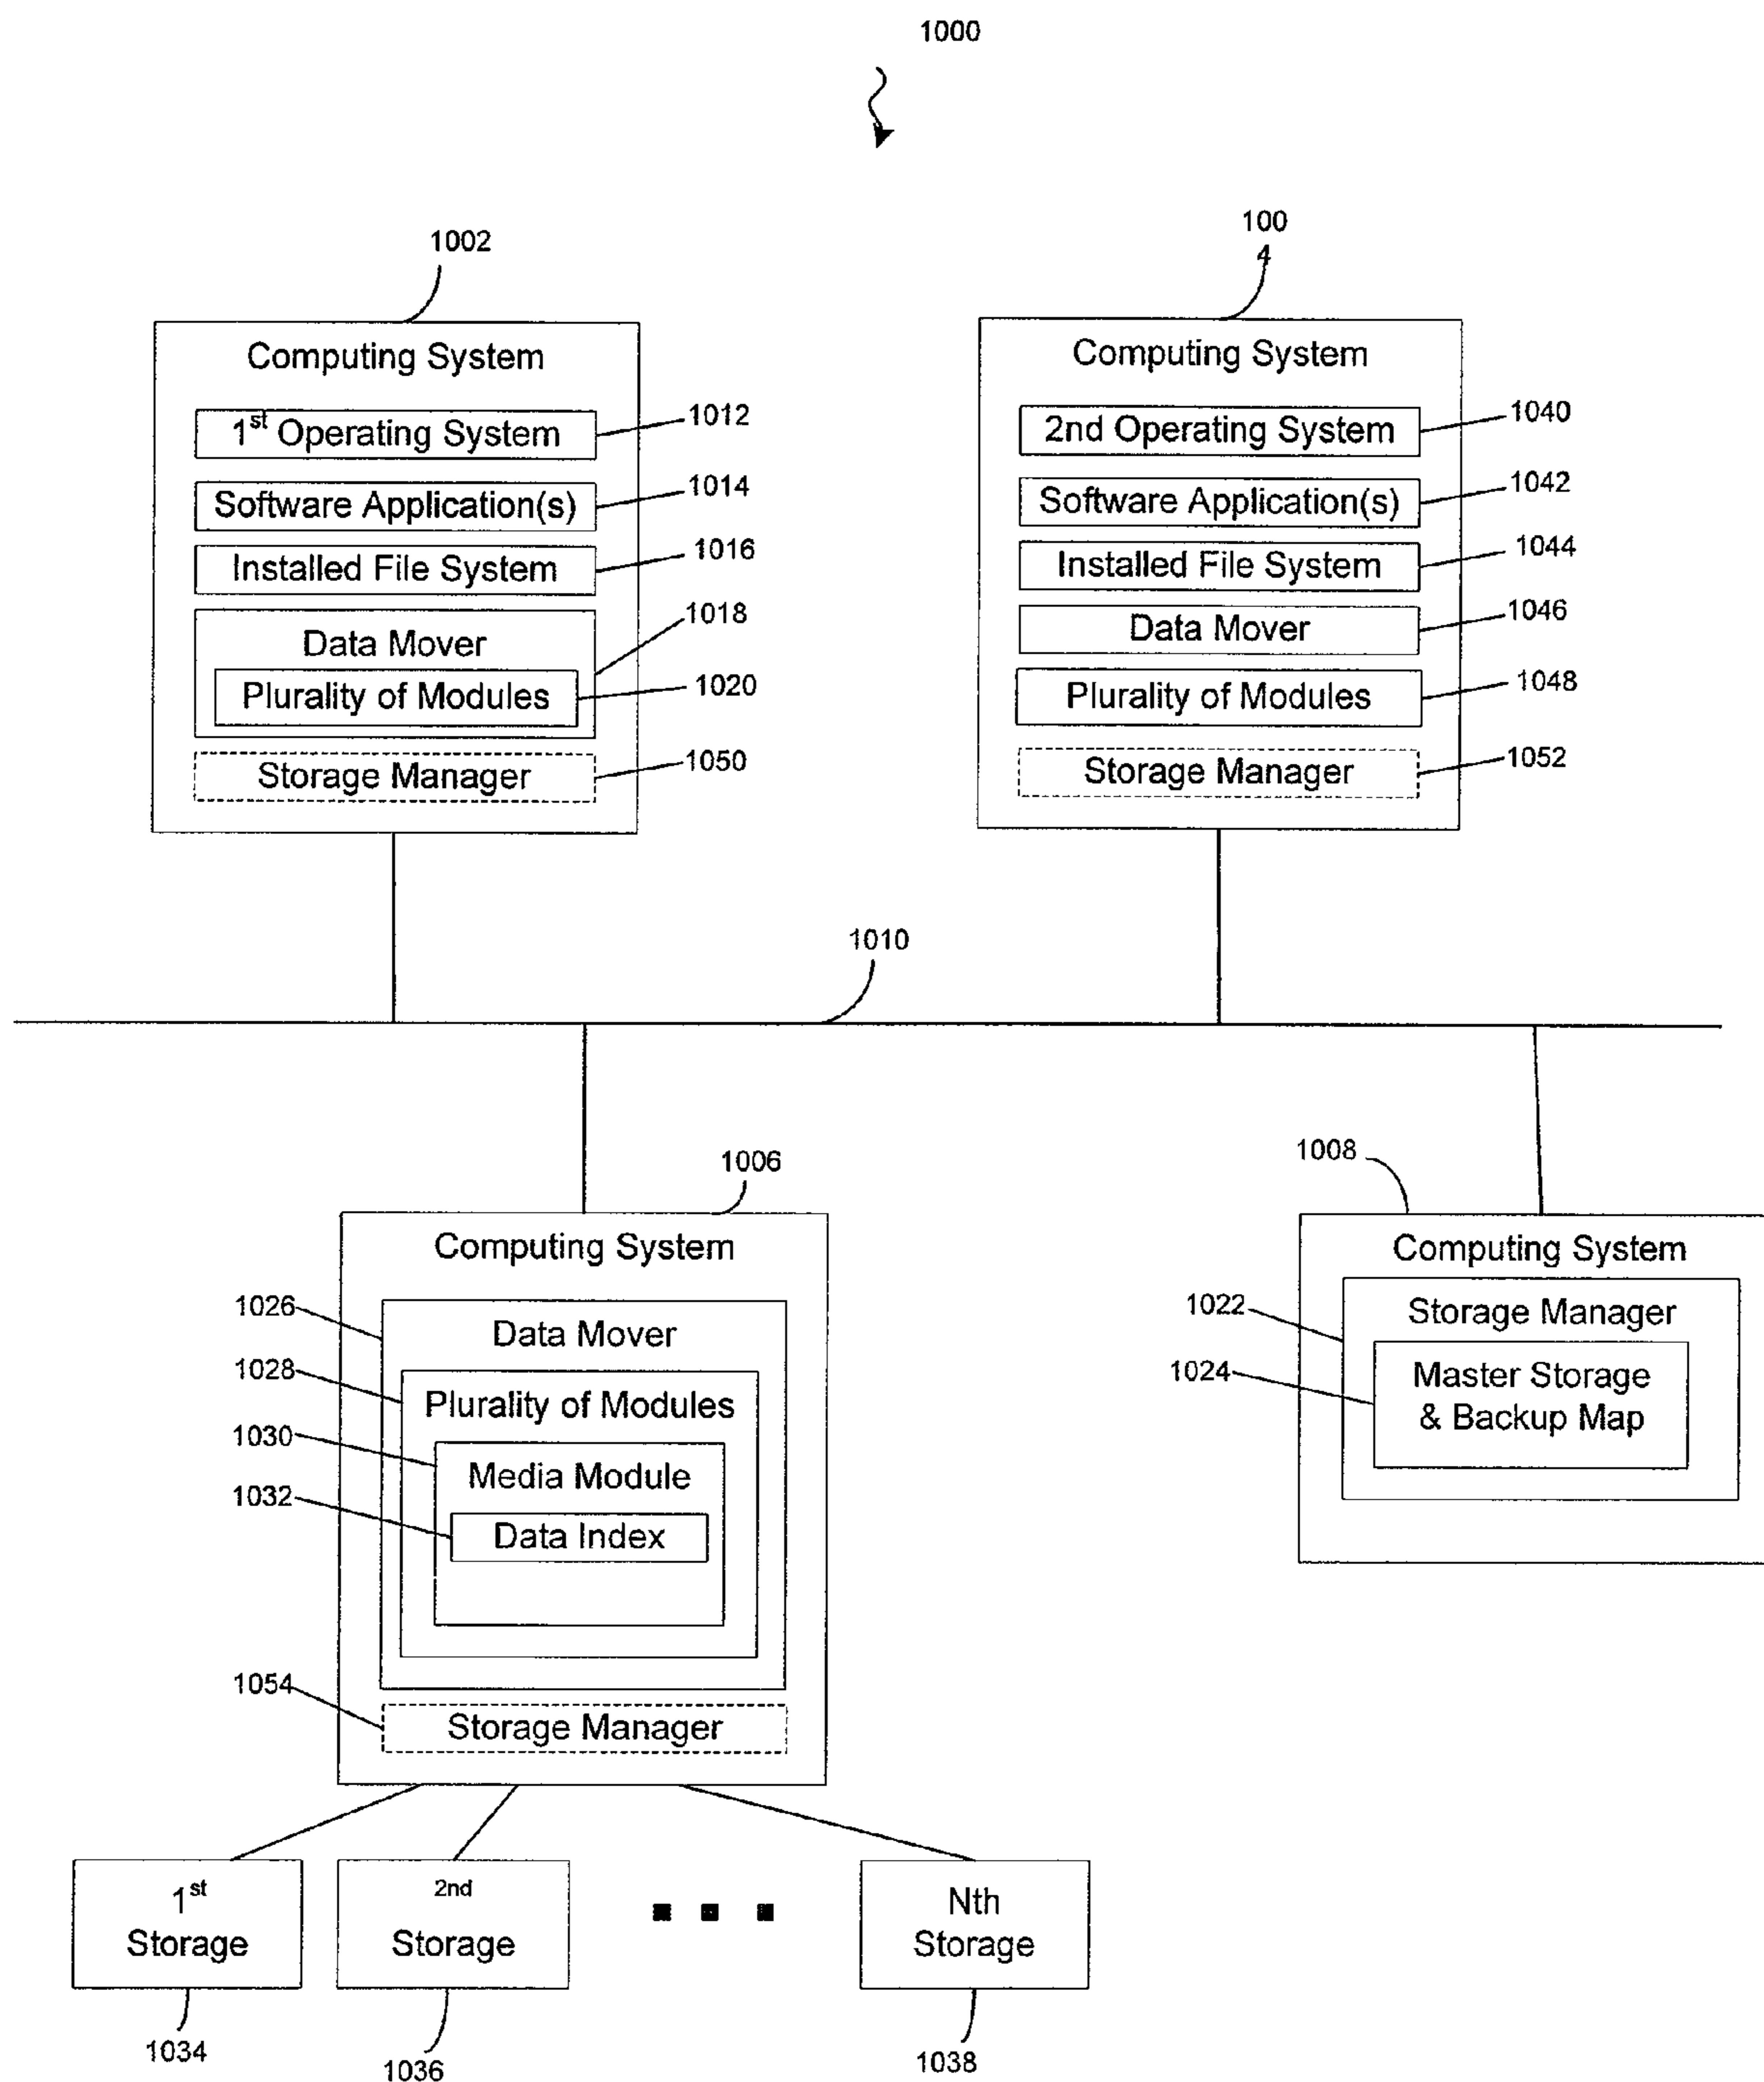 1000
1002
100
4
Computing System
1st Operating System
1012
Software Application(s)
1014
Installed File System
1016
Data Mover
1018
Plurality of Modules
1020
Storage Manager
1050
Computing System
2nd Operating System
1040
Software Application(s)
1042
Installed File System
1044
Data Mover
1046
Plurality of Modules
1048
Storage Manager
1052
1010
1006
Computing System
1026
Data Mover
1028
Plurality of Modules
1030
Media Module
1032
Data Index
1054
Storage Manager
1008
Computing System
1022
Storage Manager
1024
Master Storage
& Backup Map
1st
Storage
1034
2nd
Storage
1036
Nth
Storage
1038